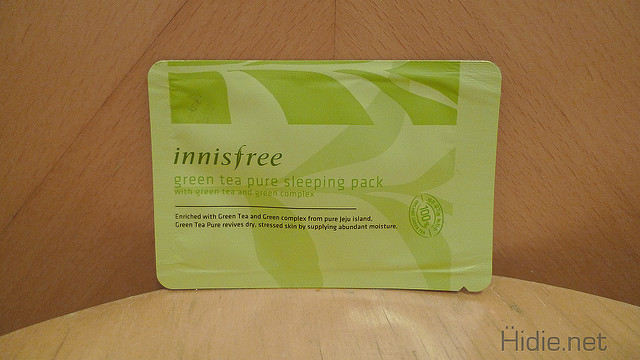 innisfree
green tea pure sleeping pack
with green tea and green complex
Enriched with Green Tea and Green complex from pure Jeju island,
Green Tea Pure revives dry, stressed skin by supplying abundant moisture.
100%
Hidie.net